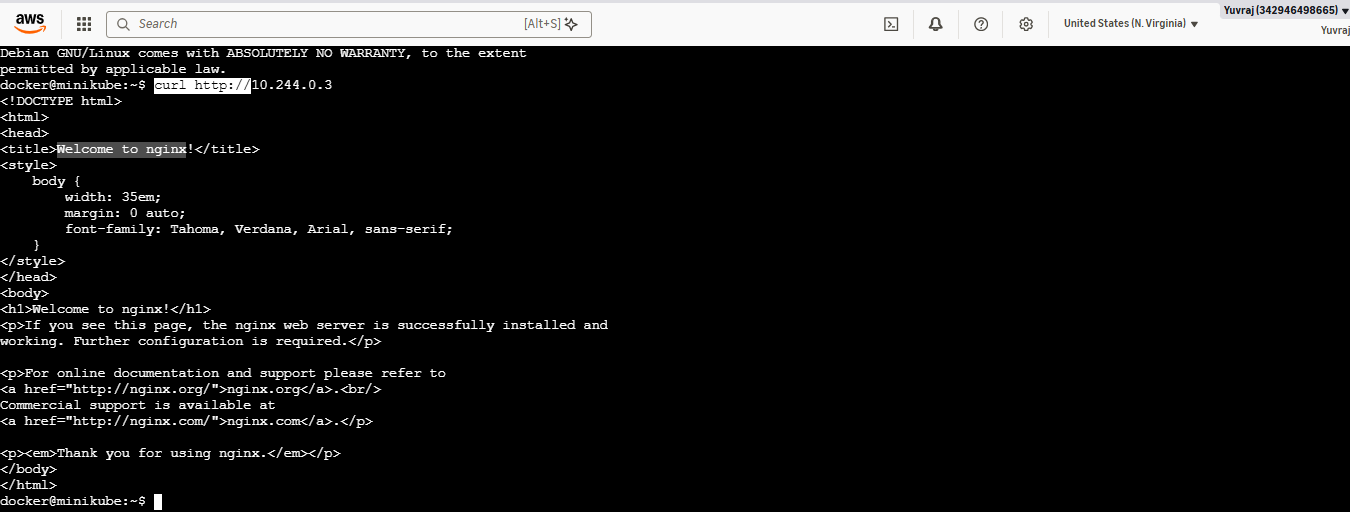 aws
Search
[Alt+S]
United States (N. Virginia)
Yuvraj (342946498665)
Yuvraj
Debian GNU/Linux comes with ABSOLUTELY NO WARRANTY, to the extent
permitted by applicable law.
docker@minikube:~$ curl http://10.244.0.3
<!DOCTYPE html>
<html>
<head>
<title>Welcome to nginx!</title>
<style>
    body {
        width: 35em;
        margin: 0 auto;
        font-family: Tahoma, Verdana, Arial, sans-serif;
    }
</style>
</head>
<body>
<h1>Welcome to nginx!</h1>
<p>If you see this page, the nginx web server is successfully installed and
working. Further configuration is required.</p>

<p>For online documentation and support please refer to
<a href="http://nginx.org/">nginx.org</a>.<br/>
Commercial support is available at
<a href="http://nginx.com/">nginx.com</a>.</p>

<p><em>Thank you for using nginx.</em></p>
</body>
</html>
docker@minikube:~$